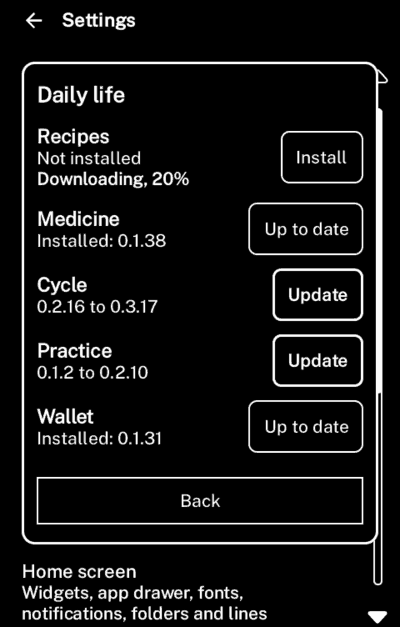 Settings
Daily life
Recipes
Not installed
Downloading, 20%
Install
Medicine
Installed: 0.1.38
Up to date
Cycle
0.2.16 to 0.3.17
Update
Practice
0.1.2 to 0.2.10
Update
Wallet
Installed: 0.1.31
Up to date
Back
Home screen
Widgets, app drawer, fonts,
notifications, folders and lines